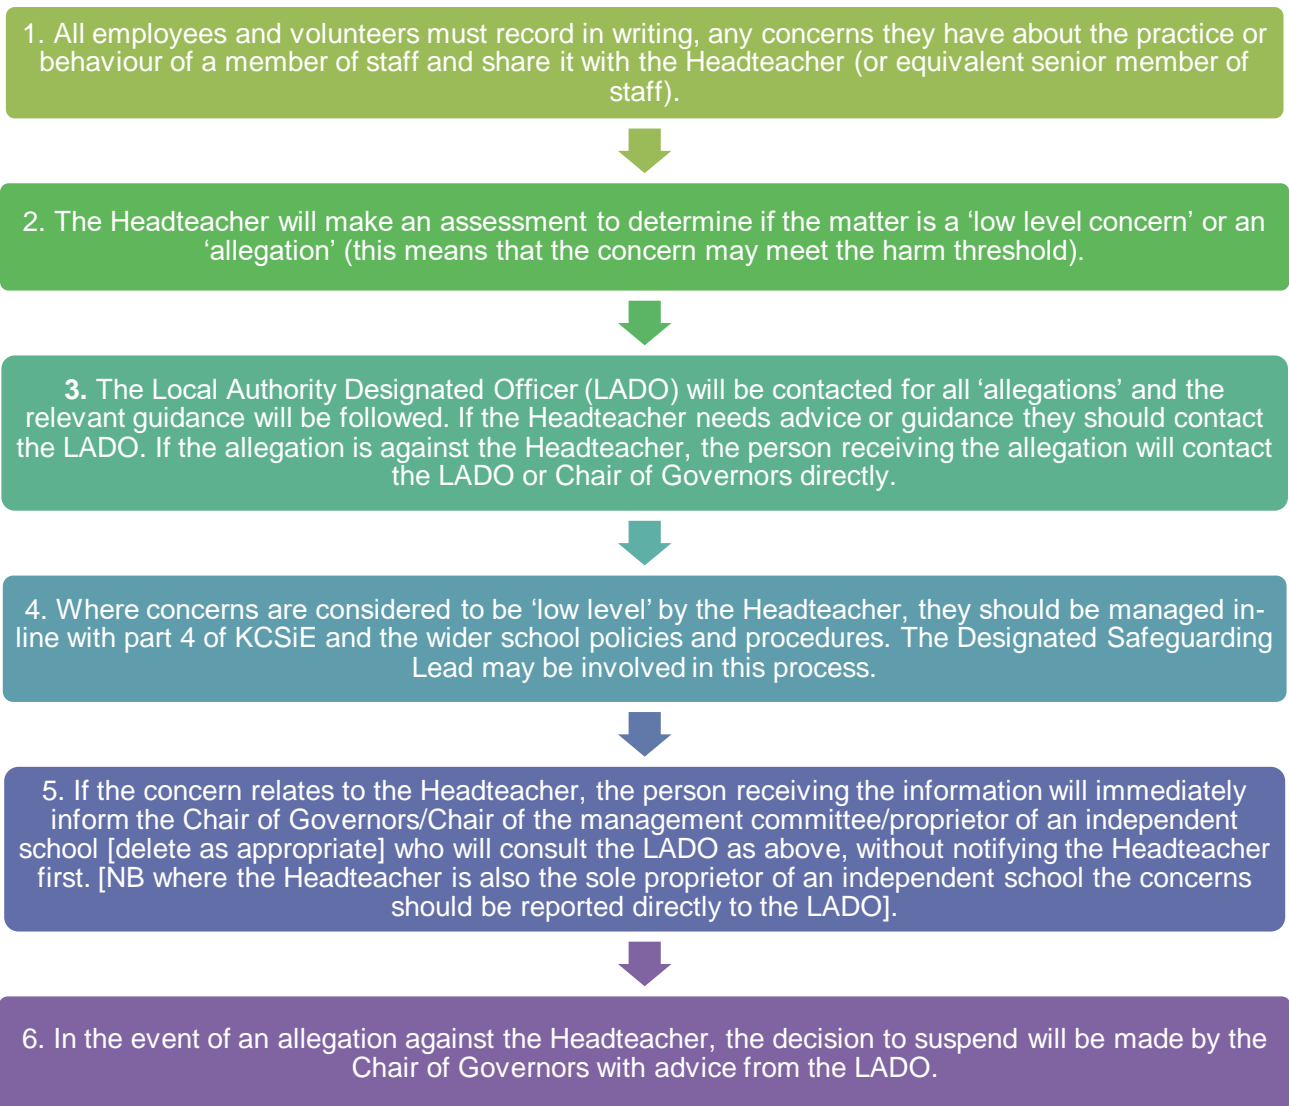 1. All employees and volunteers must record in writing, any concerns they have about the practice or
behaviour of a member of staff and share it with the Headteacher (or equivalent senior member of
staff).
2. The Headteacher will make an assessment to determine if the matter is a ‘low level concern’ or an
‘allegation’ (this means that the concern may meet the harm threshold).
3. The Local Authority Designated Officer (LADO) will be contacted for all ‘allegations’ and the
relevant guidance will be followed. If the Headteacher needs advice or guidance they should contact
the LADO. If the allegation is against the Headteacher, the person receiving the allegation will contact
the LADO or Chair of Governors directly.
4. Where concerns are considered to be ‘low level’ by the Headteacher, they should be managed in-
line with part 4 of KCSiE and the wider school policies and procedures. The Designated Safeguarding
Lead may be involved in this process.
5. If the concern relates to the Headteacher, the person receiving the information will immediately
inform the Chair of Governors/Chair of the management committee/proprietor of an independent
school [delete as appropriate] who will consult the LADO as above, without notifying the Headteacher
first. [NB where the Headteacher is also the sole proprietor of an independent school the concerns
should be reported directly to the LADO].
6. In the event of an allegation against the Headteacher, the decision to suspend will be made by the
Chair of Governors with advice from the LADO.